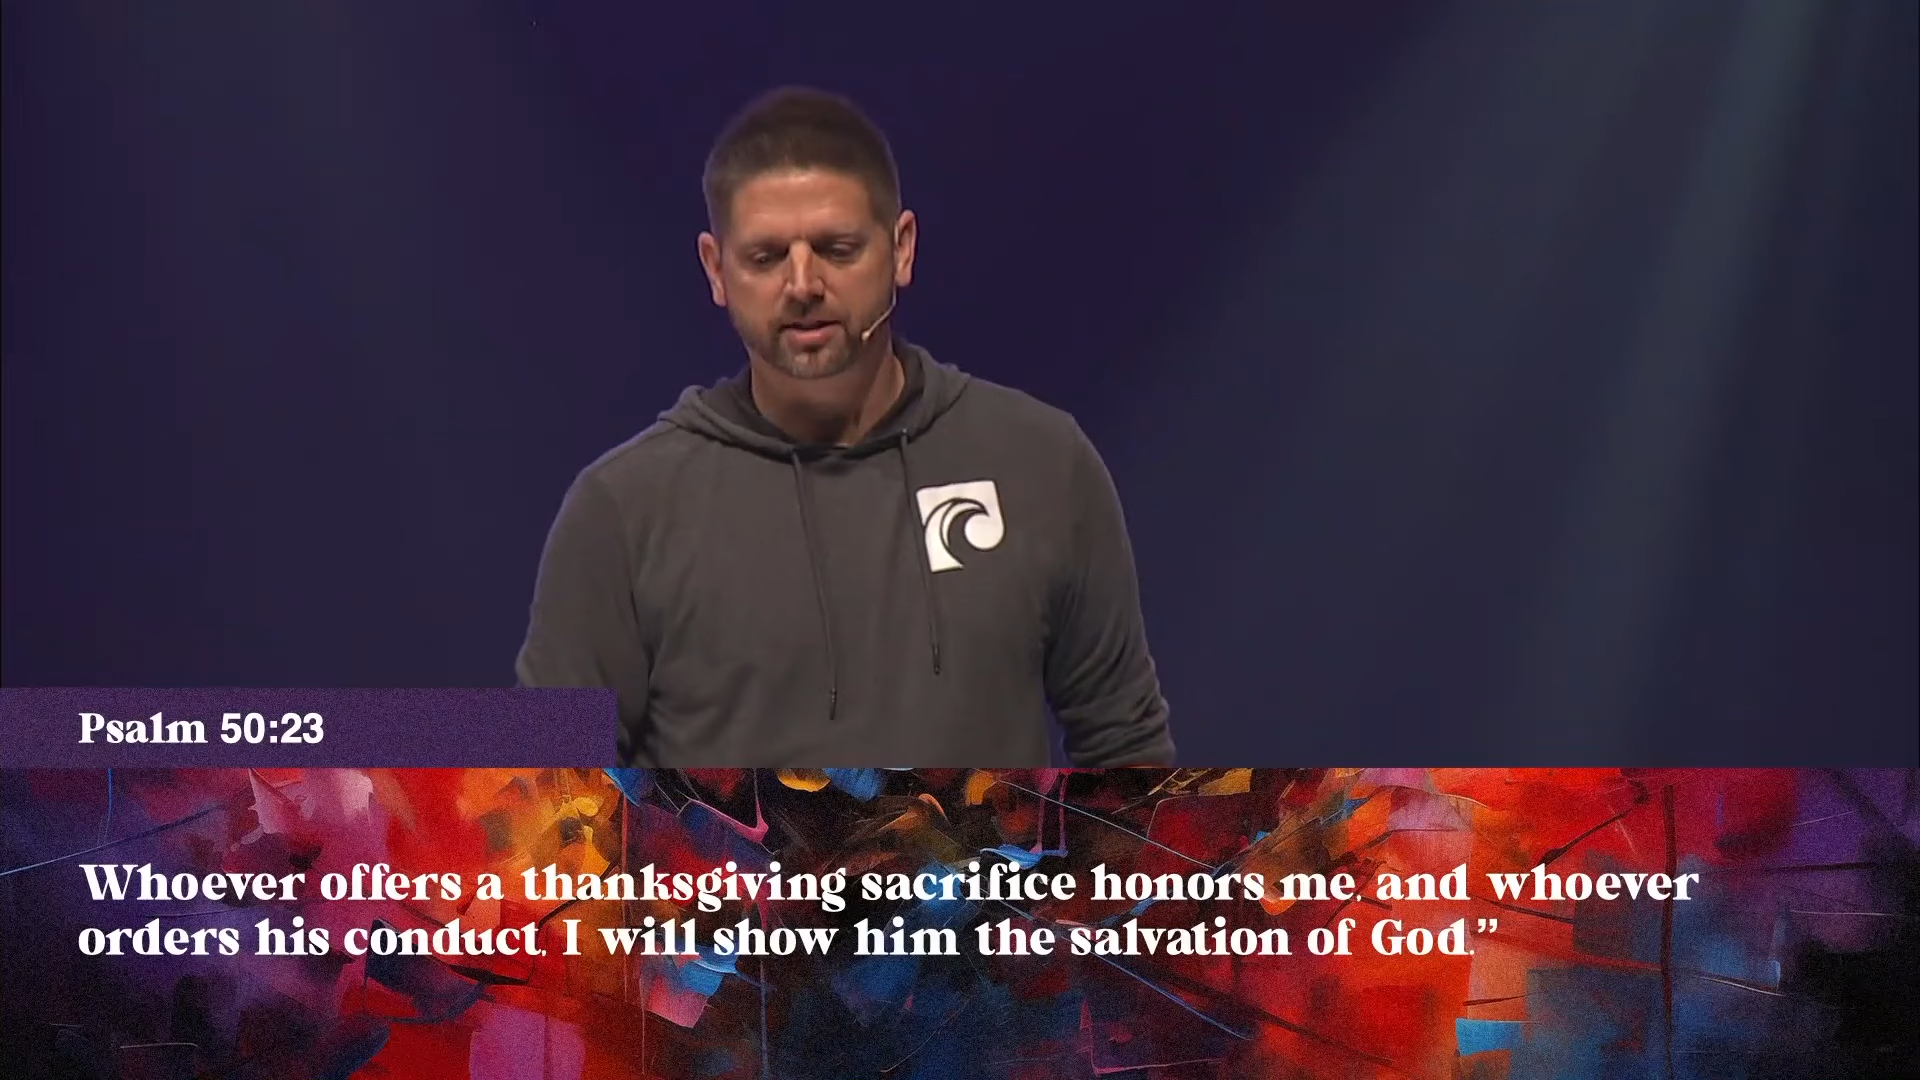 Psalm 50:23
Whoever offers a thanksgiving sacrifice honors me, and whoever
orders his conduct, I will show him the salvation of God.”